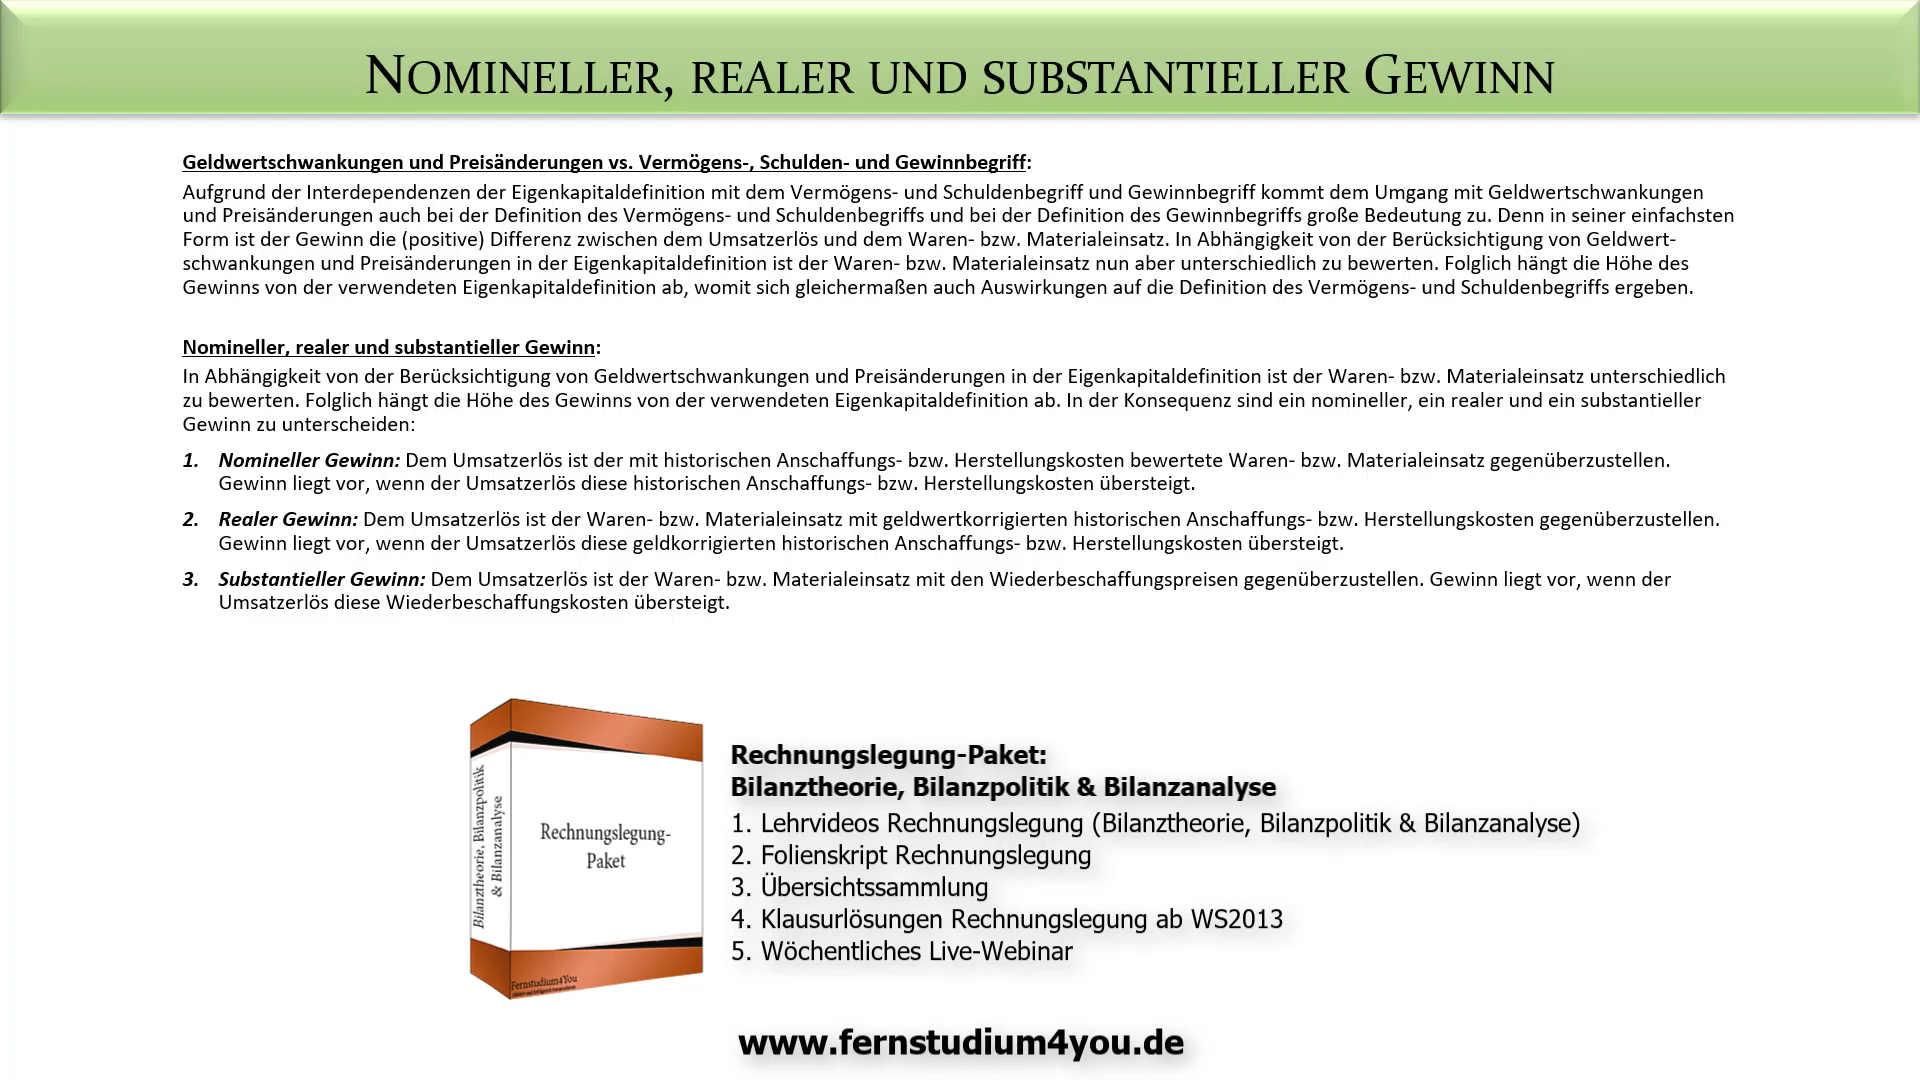 Nomineller, realer und substantieller Gewinn
Geldwertschwankungen und Preisänderungen vs. Vermögens-, Schulden- und Gewinnbegriff:
Aufgrund der Interdependenzen der Eigenkapitaldefinition mit dem Vermögens- und Schuldenbegriff und Gewinnbegriff kommt dem Umgang mit Geldwertschwankungen
und Preisänderungen auch bei der Definition des Vermögens- und Schuldenbegriffs und bei der Definition des Gewinnbegriffs große Bedeutung zu. Denn in seiner einfachsten
Form ist der Gewinn die (positive) Differenz zwischen dem Umsatzerlös und dem Waren- bzw. Materialeinsatz. In Abhängigkeit von der Berücksichtigung von Geldwert-
schwankungen und Preisänderungen in der Eigenkapitaldefinition ist der Waren- bzw. Materialeinsatz nun aber unterschiedlich zu bewerten. Folglich hängt die Höhe des
Gewinns von der verwendeten Eigenkapitaldefinition ab, womit sich gleichermaßen auch Auswirkungen auf die Definition des Vermögens- und Schuldenbegriffs ergeben.
Nomineller, realer und substantieller Gewinn:
In Abhängigkeit von der Berücksichtigung von Geldwertschwankungen und Preisänderungen in der Eigenkapitaldefinition ist der Waren- bzw. Materialeinsatz unterschiedlich
zu bewerten. Folglich hängt die Höhe des Gewinns von der verwendeten Eigenkapitaldefinition ab. In der Konsequenz sind ein nomineller, ein realer und ein substantieller
Gewinn zu unterscheiden:
1. Nomineller Gewinn: Dem Umsatzerlös ist der mit historischen Anschaffungs- bzw. Herstellungskosten bewertete Waren- bzw. Materialeinsatz gegenüberzustellen.
Gewinn liegt vor, wenn der Umsatzerlös diese historischen Anschaffungs- bzw. Herstellungskosten übersteigt.
2. Realer Gewinn: Dem Umsatzerlös ist der Waren- bzw. Materialeinsatz mit geldwertkorrigierten historischen Anschaffungs- bzw. Herstellungskosten gegenüberzustellen.
Gewinn liegt vor, wenn der Umsatzerlös diese geldkorrigierten historischen Anschaffungs- bzw. Herstellungskosten übersteigt.
3. Substantieller Gewinn: Dem Umsatzerlös ist der Waren- bzw. Materialeinsatz mit den Wiederbeschaffungspreisen gegenüberzustellen. Gewinn liegt vor, wenn der
Umsatzerlös diese Wiederbeschaffungskosten übersteigt.
Bilanztheorie, Bilanzpolitik
& Bilanzanalyse
Rechnungslegung-
Paket
Fernstudium4You
Rechnungslegung-Paket:
Bilanztheorie, Bilanzpolitik & Bilanzanalyse
1. Lehrvideos Rechnungslegung (Bilanztheorie, Bilanzpolitik & Bilanzanalyse)
2. Folienskript Rechnungslegung
3. Übersichtssammlung
4. Klausurlösungen Rechnungslegung ab WS2013
5. Wöchentliches Live-Webinar
www.fernstudium4you.de